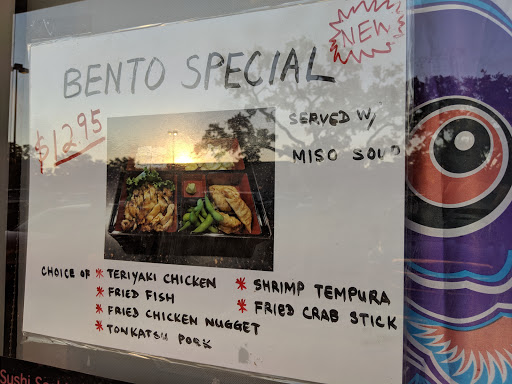 NEW
BENTO SPECIAL
$12.95
SERVED W/
MISO SOUP
CHOICE OF * TERIYAKI CHICKEN
* FRIED FISH
* FRIED CHICKEN NUGGET
* TONKATSU PORK
* SHRIMP TEMPURA
* FRIED CRAB STICK